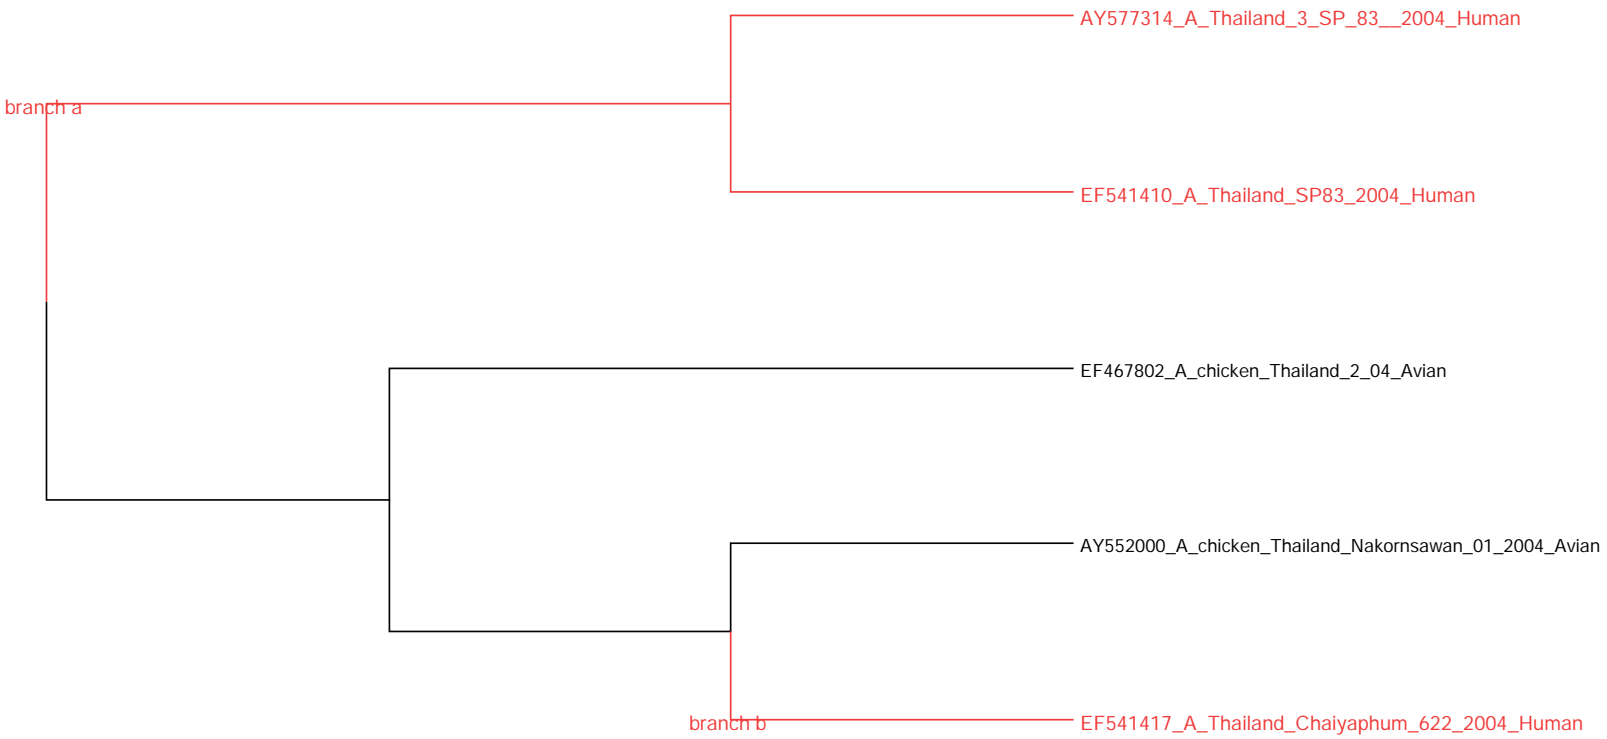 AY577314_A_Thailand_3_SP_83__2004_Human
branch a
EF541410_A_Thailand_SP83_2004_Human
EF467802_A_chicken_Thailand_2_04_Avian
AY552000_A_chicken_Thailand_Nakornsawan_01_2004_Avian
branch b
EF541417_A_Thailand_Chaiyaphum_622_2004_Human